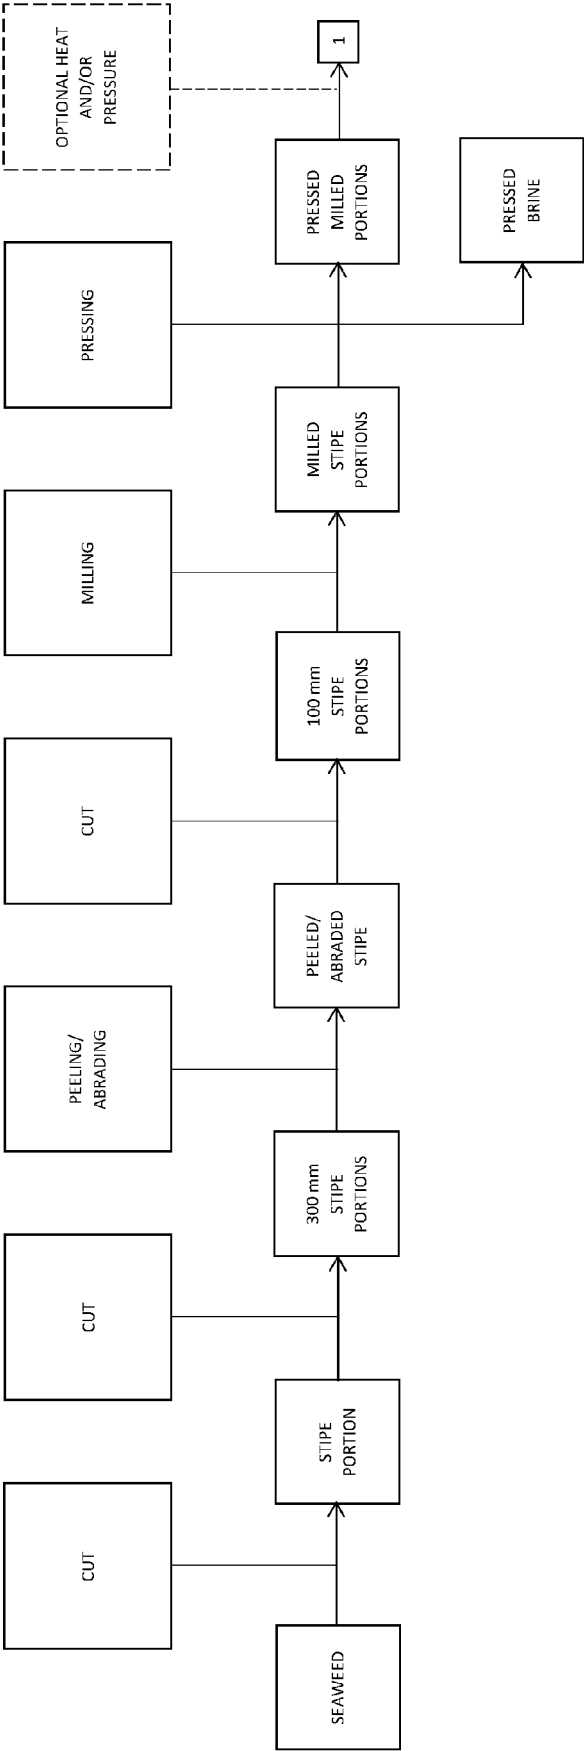 CUT
CUT
PEELING/
ABRADING
CUT
MILLING
PRESSING
OPTIONAL HEAT
AND/OR
PRESSURE
SEAWEED
STIPE
PORTION
300 mm
STIPE
PORTIONS
PEELED/
ABRADED
STIPE
100 mm
STIPE
PORTIONS
MILLED
STIPE
PORTIONS
PRESSED
MILLED
PORTIONS
1
PRESSED
BRINE